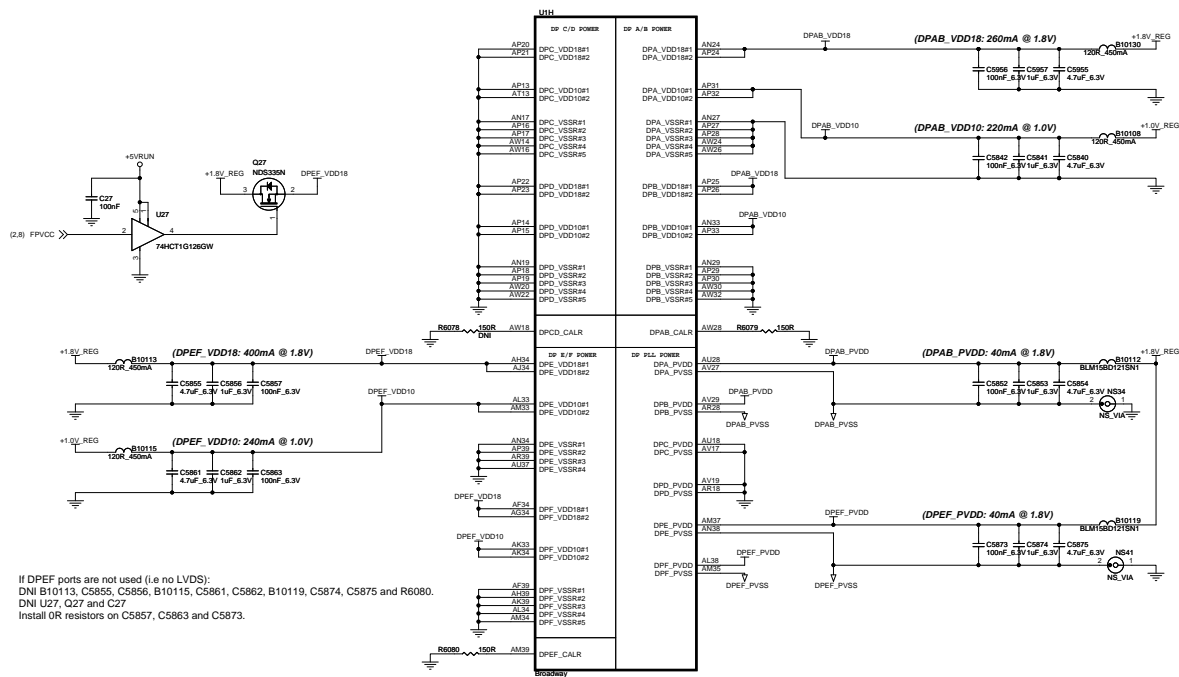 U1H
DP C/D POWER
DP A/B POWER
AP20 DPC_VDD18#1
AP21 DPC_VDD18#2
AP13 DPC_VDD10#1
AT13 DPC_VDD10#2
AN17 DPC_VSSR#1
AP16 DPC_VSSR#2
AP17 DPC_VSSR#3
AW14 DPC_VSSR#4
AW16 DPC_VSSR#5
AP22 DPD_VDD18#1
AP23 DPD_VDD18#2
AP14 DPD_VDD10#1
AP15 DPD_VDD10#2
AN19 DPD_VSSR#1
AP18 DPD_VSSR#2
AP19 DPD_VSSR#3
AW20 DPD_VSSR#4
AW22 DPD_VSSR#5
R6078 150R AW18 DPCD_CALR
DNI
DPA_VDD18#1 AN24
DPA_VDD18#2 AP24
DPA_VDD10#1 AP31
DPA_VDD10#2 AP32
DPA_VSSR#1 AN27
DPA_VSSR#2 AP27
DPA_VSSR#3 AP28
DPA_VSSR#4 AW24
DPA_VSSR#5 AW26
DPAB_VDD18
DPB_VDD18#1 AP25
DPB_VDD18#2 AP26
DPAB_VDD10
DPB_VDD10#1 AN33
DPB_VDD10#2 AP33
DPB_VSSR#1 AN29
DPB_VSSR#2 AP29
DPB_VSSR#3 AP30
DPB_VSSR#4 AW30
DPB_VSSR#5 AW32
DPAB_CALR AW28 R6079 150R
DPAB_VDD18
(DPAB_VDD18: 260mA @ 1.8V)
+1.8V_REG
B10130
120R_450mA
C5956 C5957 C5955
100nF_6.3V 1uF_6.3V 4.7uF_6.3V
DPAB_VDD10
(DPAB_VDD10: 220mA @ 1.0V)
+1.0V_REG
B10108
120R_450mA
C5842 C5841 C5840
100nF_6.3V 1uF_6.3V 4.7uF_6.3V
+5VRUN
C27
100nF
U27
5 1
2 4
3
(2,8) FPVCC
74HCT1G126GW
Q27
NDS335N
+1.8V_REG 3 2 DPEF_VDD18
1
DP E/F POWER
DP PLL POWER
+1.8V_REG
B10113
120R_450mA
(DPEF_VDD18: 400mA @ 1.8V)
DPEF_VDD18
C5855 C5856 C5857
4.7uF_6.3V 1uF_6.3V 100nF_6.3V
DPEF_VDD10
+1.0V_REG
B10115
120R_450mA
(DPEF_VDD10: 240mA @ 1.0V)
C5861 C5862 C5863
4.7uF_6.3V 1uF_6.3V 100nF_6.3V
AH34 DPE_VDD18#1
AJ34 DPE_VDD18#2
AL33 DPE_VDD10#1
AM33 DPE_VDD10#2
AN34 DPE_VSSR#1
AP39 DPE_VSSR#2
AR39 DPE_VSSR#3
AU37 DPE_VSSR#4
DPEF_VDD18
AF34 DPF_VDD18#1
AG34 DPF_VDD18#2
DPEF_VDD10
AK33 DPF_VDD10#1
AK34 DPF_VDD10#2
AF39 DPF_VSSR#1
AH39 DPF_VSSR#2
AK39 DPF_VSSR#3
AL34 DPF_VSSR#4
AM34 DPF_VSSR#5
R6080 150R AM39 DPEF_CALR
DPA_PVDD AU28
DPA_PVSS AV27
DPAB_PVDD
DPB_PVDD AV29
DPB_PVSS AR28
DPAB_PVSS
DPC_PVDD AU18
DPC_PVSS AV17
DPD_PVDD AV19
DPD_PVSS AR18
DPE_PVDD AM37
DPE_PVSS AN38
DPEF_PVDD
DPF_PVDD AL38
DPF_PVSS AM35
DPEF_PVSS
DPAB_PVDD
(DPAB_PVDD: 40mA @ 1.8V)
+1.8V_REG
B10112
BLM15BD121SN1
C5852 C5853 C5854
100nF_6.3V 1uF_6.3V 4.7uF_6.3V
NS34
2 1
NS_VIA
DPAB_PVSS
DPEF_PVDD
(DPEF_PVDD: 40mA @ 1.8V)
B10119
BLM15BD121SN1
C5873 C5874 C5875
100nF_6.3V 1uF_6.3V 4.7uF_6.3V
NS41
2 1
NS_VIA
DPEF_PVSS
If DPEF ports are not used (i.e no LVDS):
DNI B10113, C5855, C5856, B10115, C5861, C5862, B10119, C5874, C5875 and R6080.
DNI U27, Q27 and C27
Install 0R resistors on C5857, C5863 and C5873.
Broadway